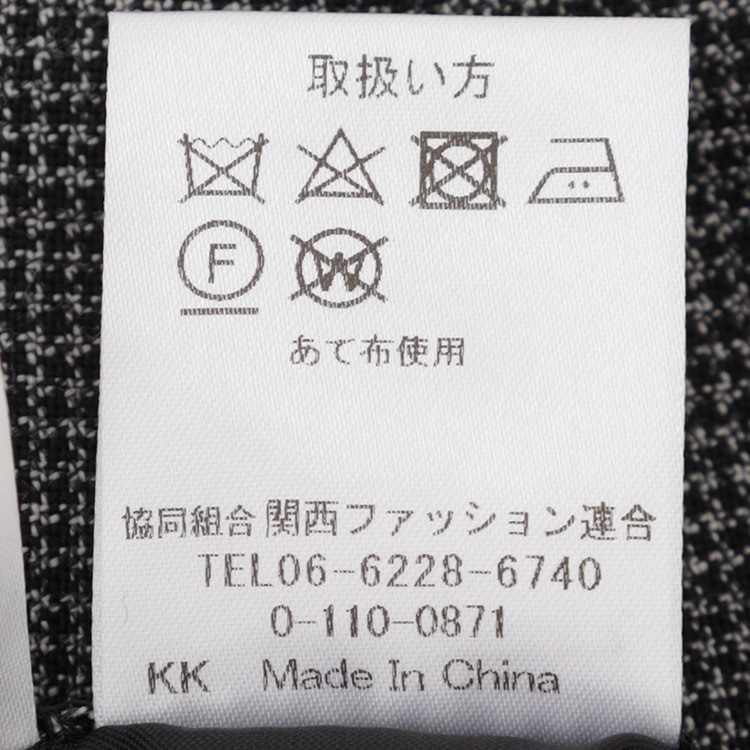 取扱い方
F W
あて布使用
協同組合関西ファッション連合
TEL06-6228-6740
0-110-0871
KK Made In China